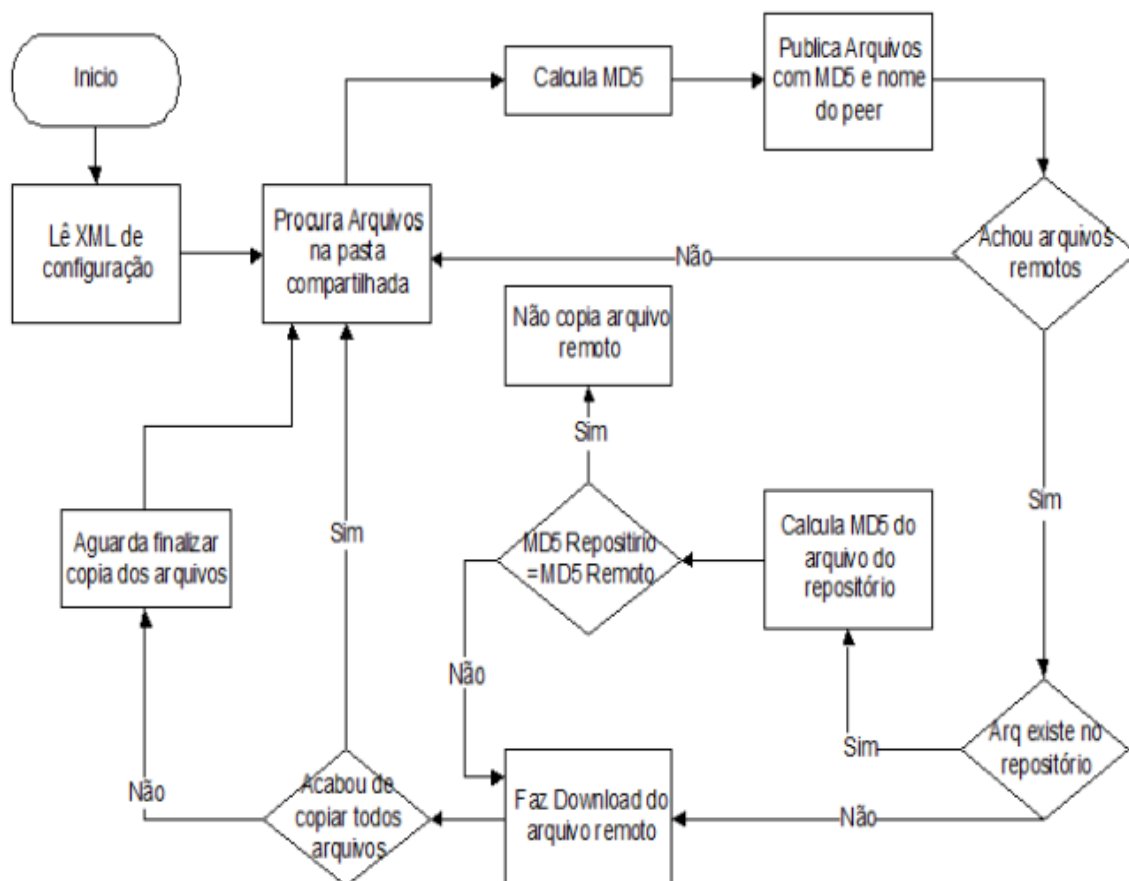 Inicio
Calcula MD5
Publica Arquivos
com MD5 e nome
do peer
Lê XML de
configuração
Procura Arquivos
na pasta
compartilhada
Achou arquivos
remotos
Não
Não copia arquivo
remoto
Sim
Sim
Sim
Aguarda finalizar
copia dos arquivos
MD5 Repositirio
=MD5 Remoto
Calcula MD5 do
arquivo do
repositório
Não
Arq existe no
repositório
Sim
Não
Acabou de
copiar todos
arquivos
Faz Download do
arquivo remoto
Não